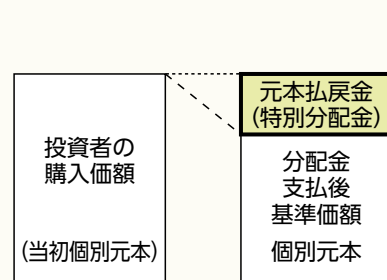 投資者の
購入価額
(当初個別元本)
元本払戻金
(特別分配金)
分配金
支払後
基準価額
個別元本